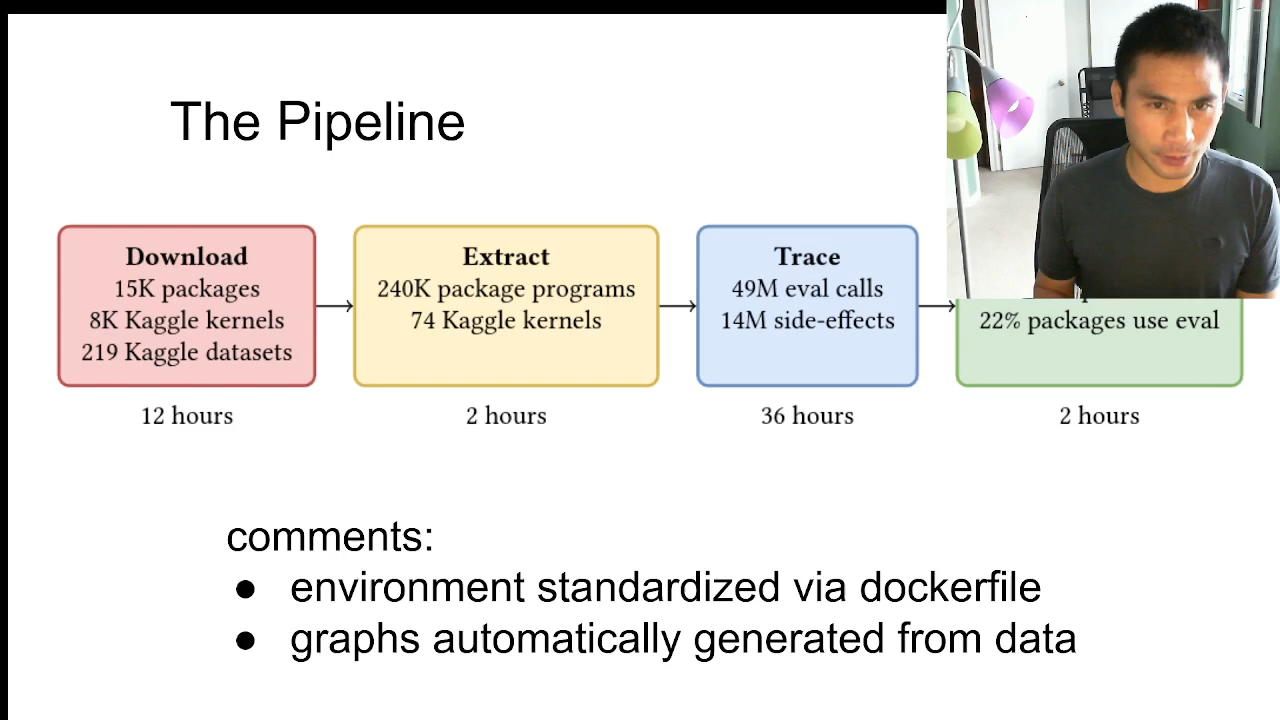 The Pipeline
Download
15K packages
8K Kaggle kernels
219 Kaggle datasets
12 hours
Extract
240K package programs
74 Kaggle kernels
2 hours
Trace
49M eval calls
14M side-effects
36 hours
22% packages use eval
2 hours
comments:
● environment standardized via dockerfile
● graphs automatically generated from data